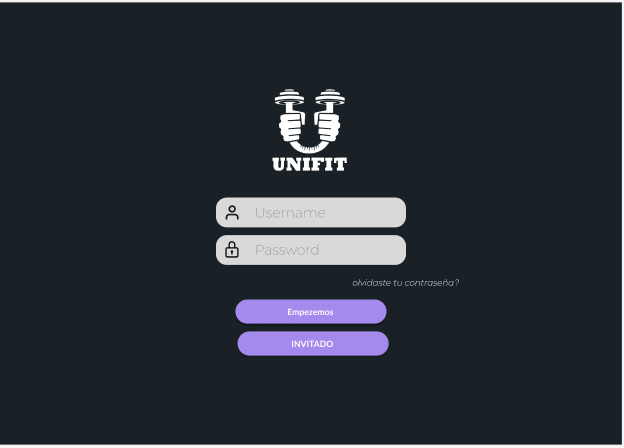 UNIFIT
Username
Password
olvidaste tu contraseña?
Empezemos
INVITADO